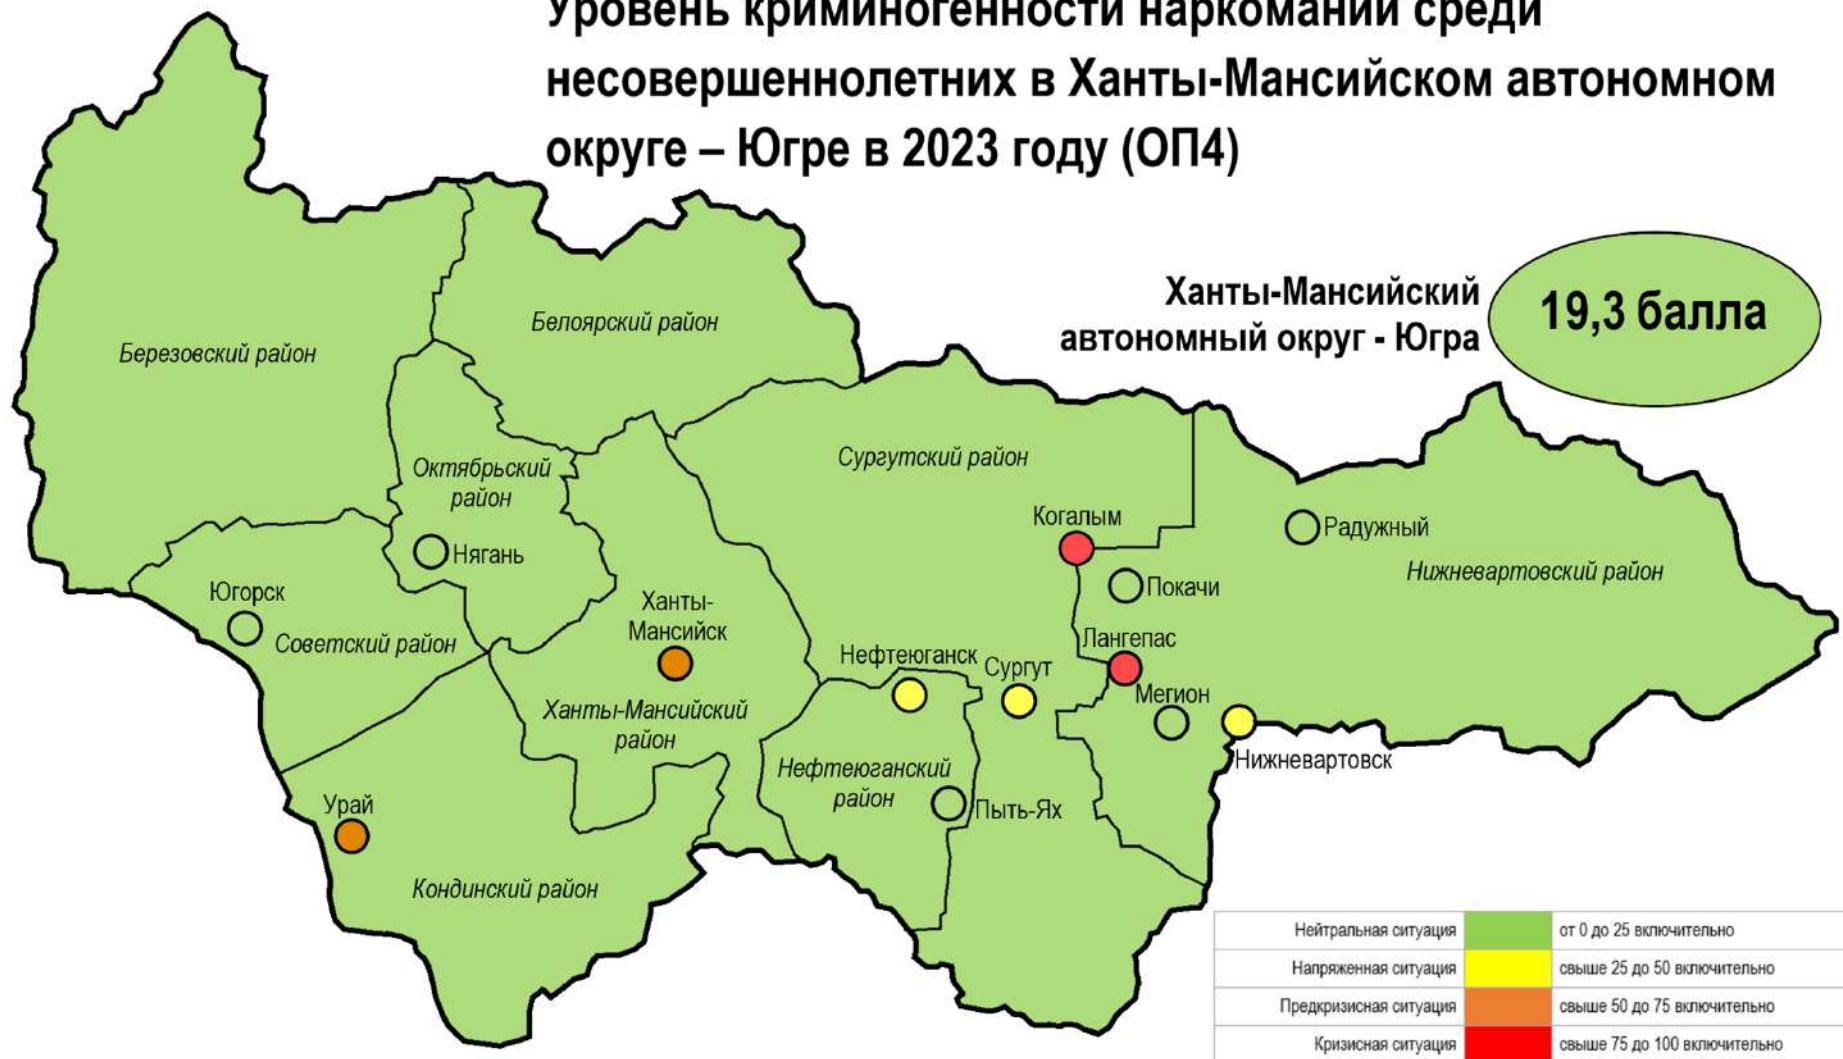 Уровень криминогенности наркомании среди
несовершеннолетних в Ханты-Мансийском автономном
округе – Югре в 2023 году (ОП4)
Ханты-Мансийский
автономный округ - Югра
19,3 балла
Белоярский район
Березовский район
Октябрьский
район
Сургутский район
Когалым
Радужный
Нягань
Нижневартовский район
Покачи
Югорск
Ханты-
Мансийск
Советский район
Лангепас
Нефтеюганск
Сургут
Мегион
Ханты-Мансийский
район
Нижневартовск
Нефтеюганский
район
Пыть-Ях
Урай
Кондинский район
Нейтральная ситуация от 0 до 25 включительно
Напряженная ситуация свыше 25 до 50 включительно
Предкризисная ситуация свыше 50 до 75 включительно
Кризисная ситуация свыше 75 до 100 включительно